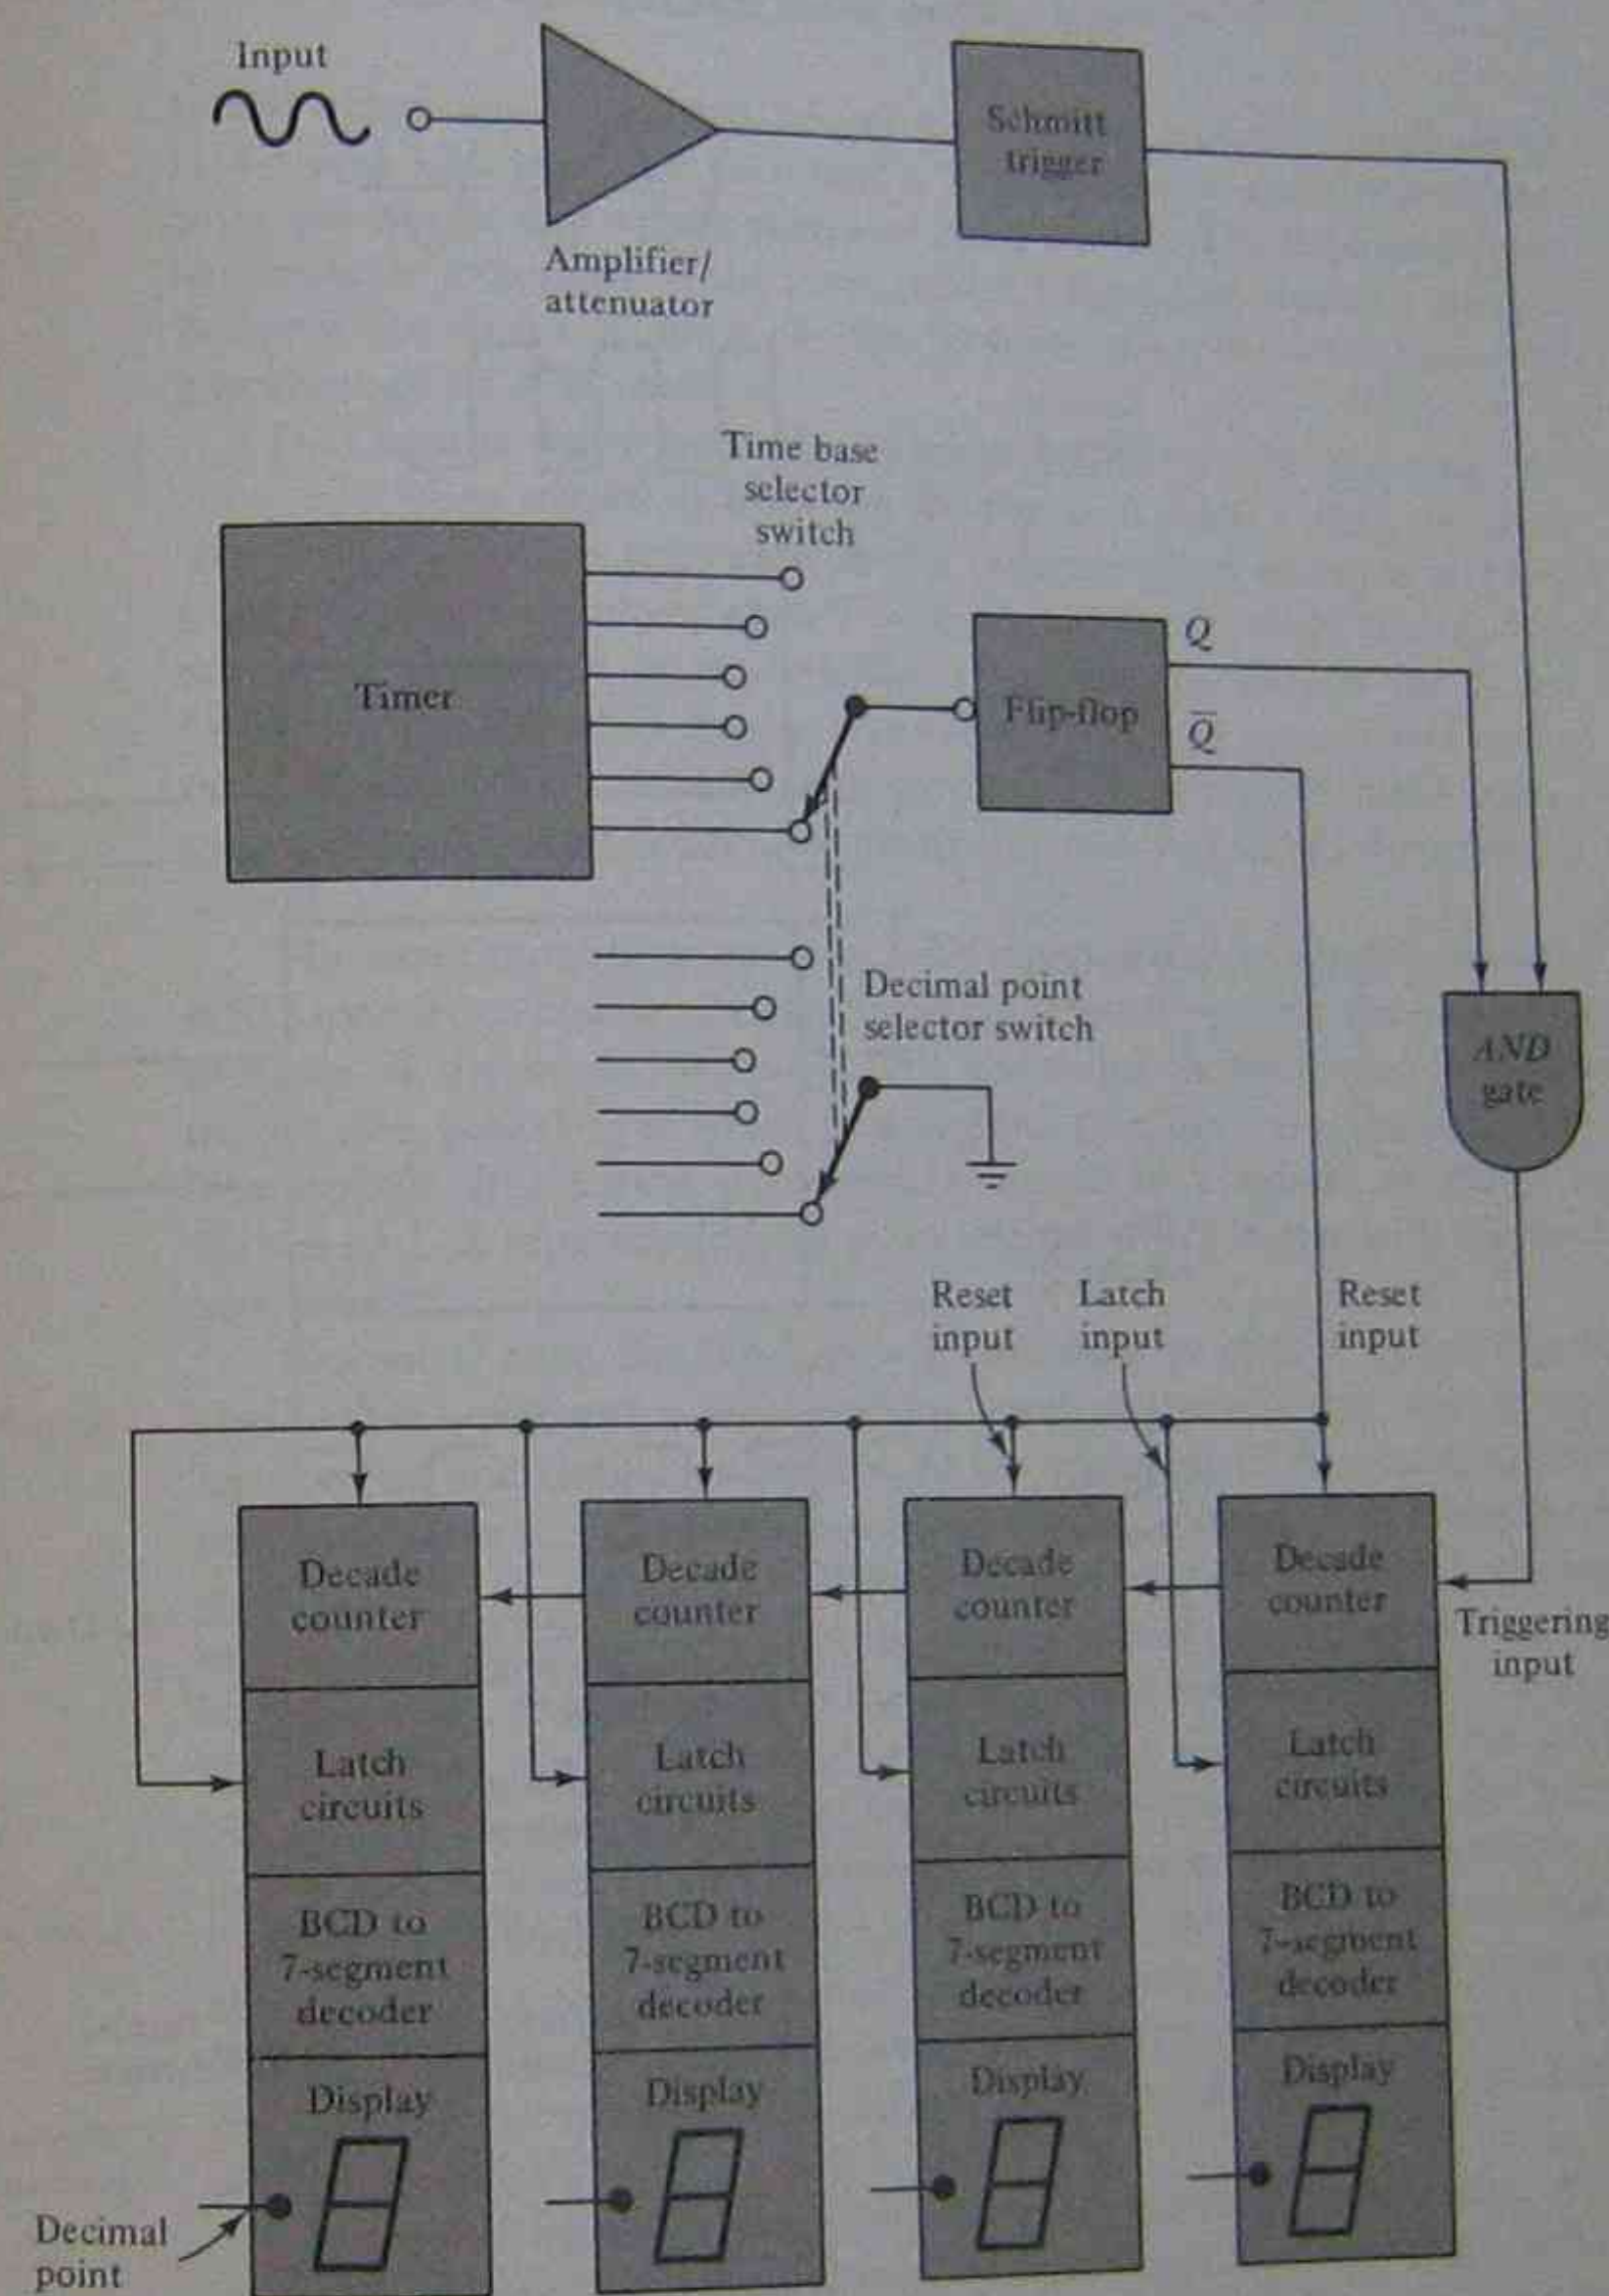 Input
Schmitt
trigger
Amplifier/
attenuator
Time base
selector
switch
Timer
Flip-flop
Q
Q̅
Decimal point
selector switch
AND
gate
Reset
input
Latch
input
Reset
input
Decade
counter
Decade
counter
Decade
counter
Decade
counter
Triggering
input
Latch
circuits
Latch
circuits
Latch
circuits
Latch
circuits
BCD to
7-segment
decoder
BCD to
7-segment
decoder
BCD to
7-segment
decoder
BCD to
7-segment
decoder
Display
Display
Display
Display
Decimal
point